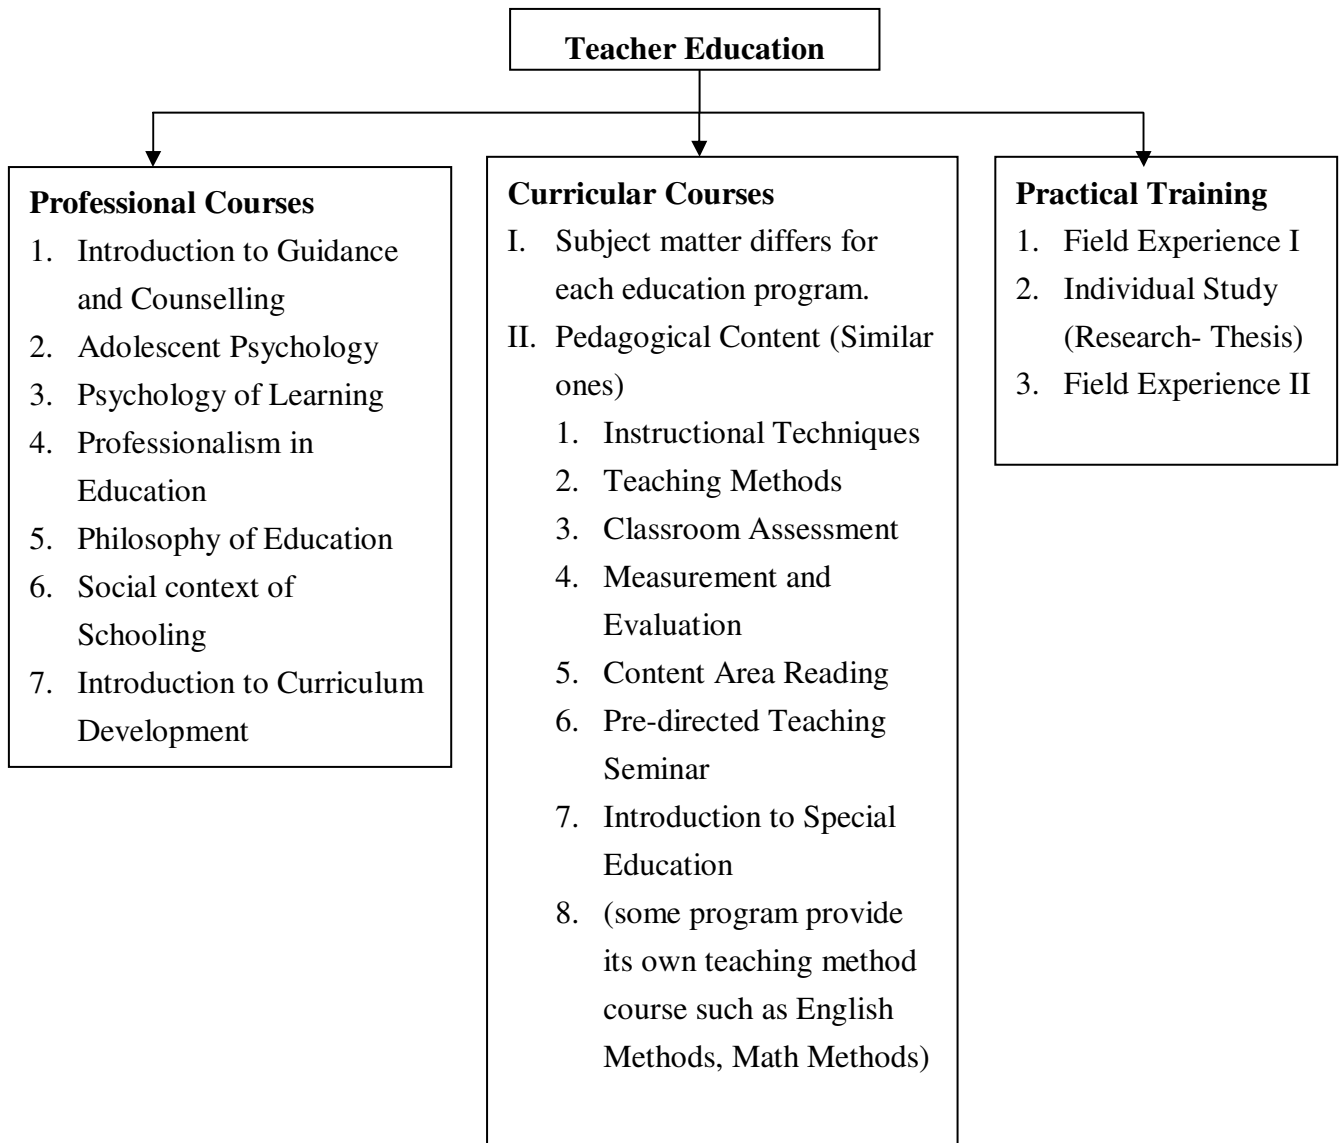 Teacher Education
Professional Courses
1. Introduction to Guidance
and Counselling
2. Adolescent Psychology
3. Psychology of Learning
4. Professionalism in
Education
5. Philosophy of Education
6. Social context of
Schooling
7. Introduction to Curriculum
Development
Curricular Courses
I. Subject matter differs for
each education program.
II. Pedagogical Content (Similar
ones)
1. Instructional Techniques
2. Teaching Methods
3. Classroom Assessment
4. Measurement and
Evaluation
5. Content Area Reading
6. Pre-directed Teaching
Seminar
7. Introduction to Special
Education
8. (some program provide
its own teaching method
course such as English
Methods, Math Methods)
Practical Training
1. Field Experience I
2. Individual Study
(Research- Thesis)
3. Field Experience II